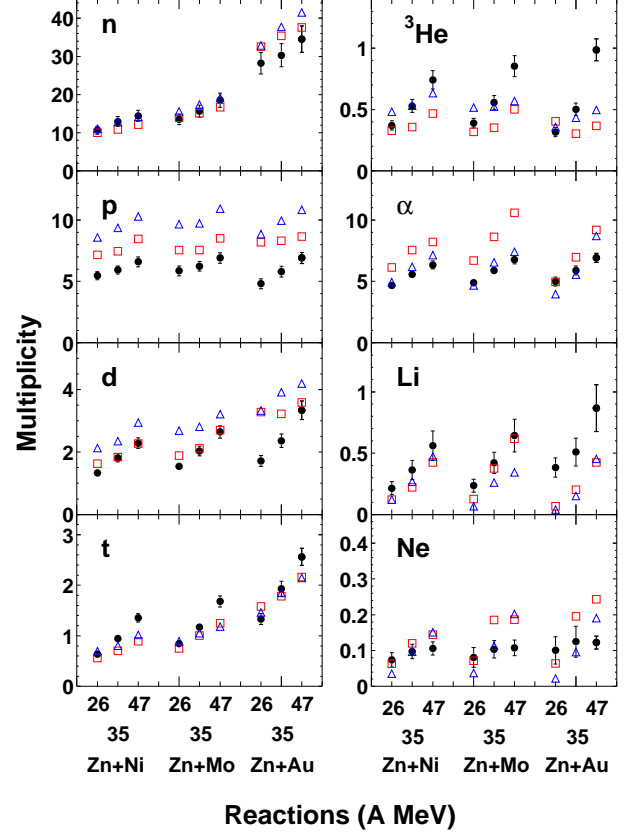 Multiplicity
n
40
30
20
10
0
³He
1
0.5
0
p
10
5
0
α
10
5
0
d
4
2
0
Li
1
0.5
0
t
3
2
1
0
Ne
0.4
0.3
0.2
0.1
0
26 47 26 47 26 47
35 35 35
Zn+Ni Zn+Mo Zn+Au
26 47 26 47 26 47
35 35 35
Zn+Ni Zn+Mo Zn+Au
Reactions (A MeV)